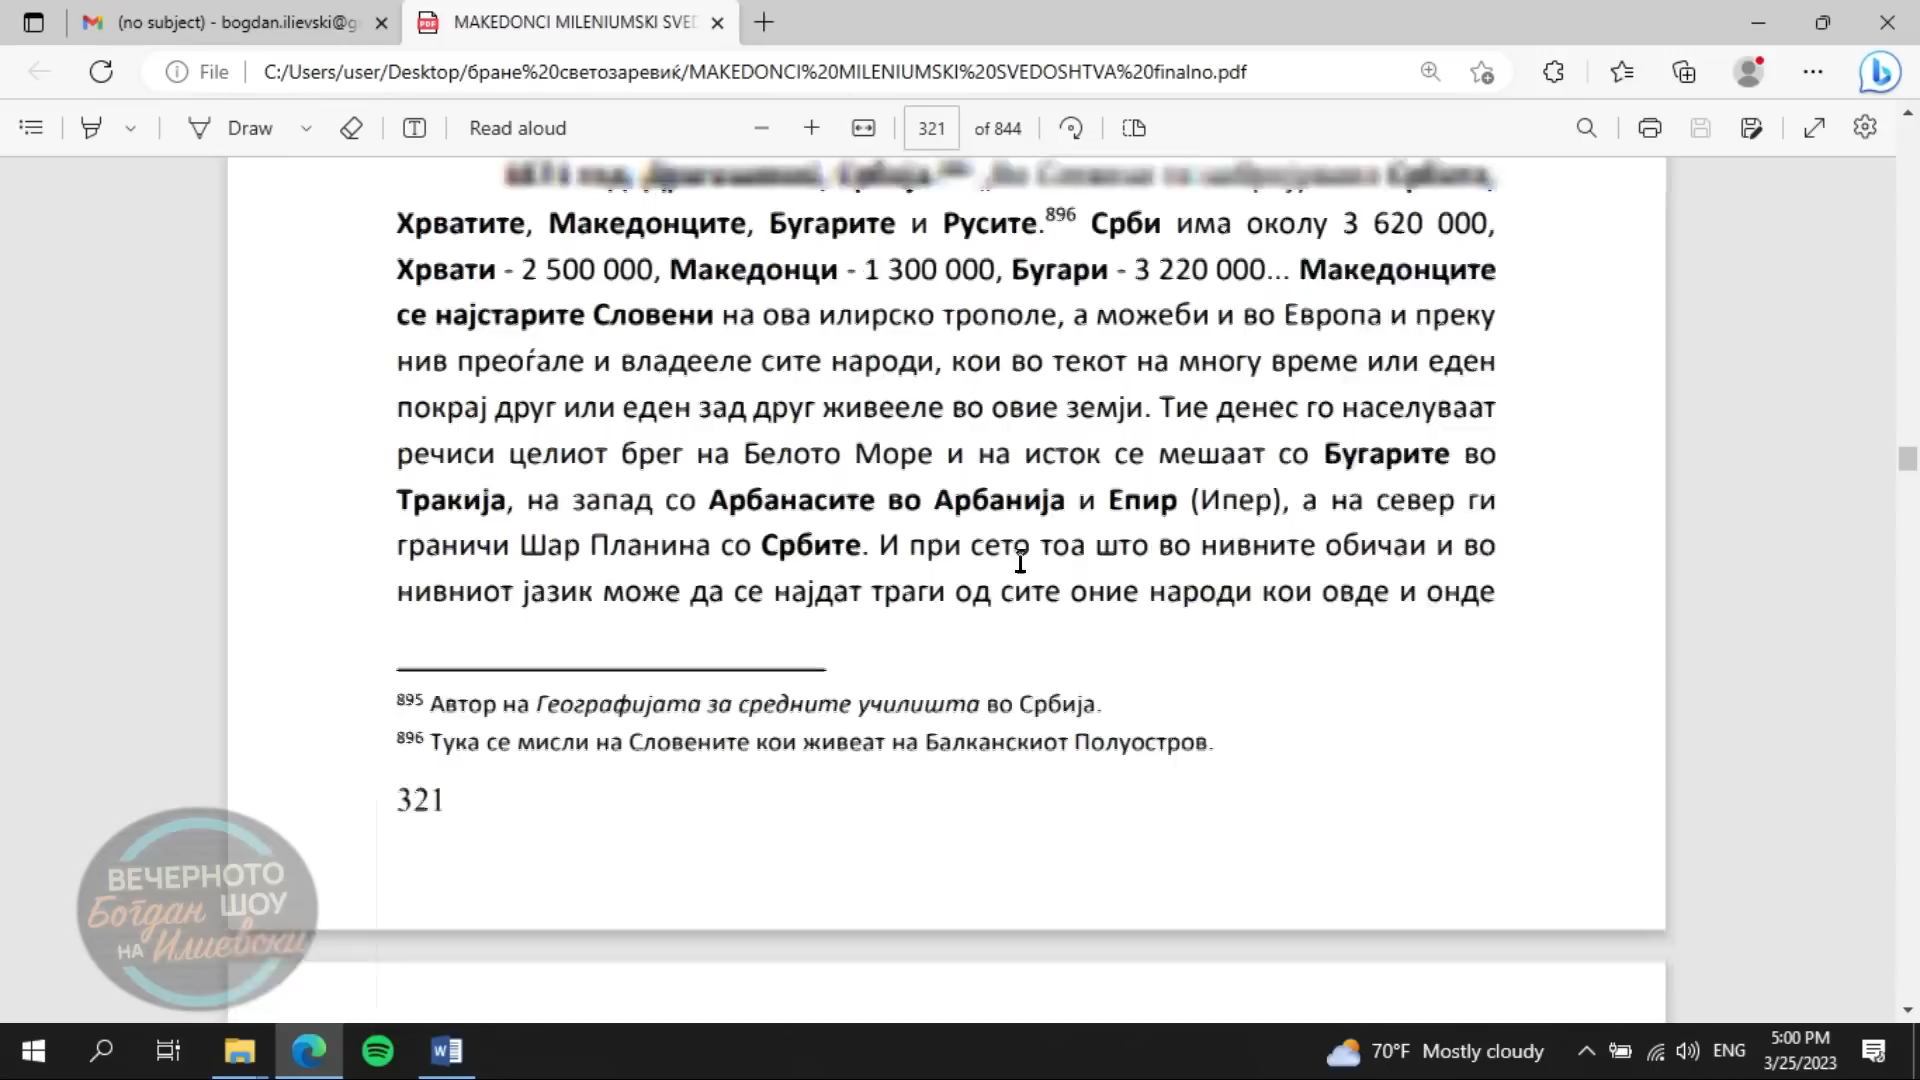 (no subject) - bogdan.ilievski@g
MAKEDONCI MILENIUMSKI SVED
File
C:/Users/user/Desktop/бране%20светозаревиќ/MAKEDONCI%20MILENIUMSKI%20SVEDOSHTVA%20finalno.pdf
Draw
Read aloud
321 of 844
Хрватите, Македонците, Бугарите и Русите.896 Срби има околу 3 620 000,
Хрвати - 2 500 000, Македонци - 1 300 000, Бугари - 3 220 000... Македонците
се најстарите Словени на ова илирско трополе, а можеби и во Европа и преку
нив преоѓале и владееле сите народи, кои во текот на многу време или еден
покрај друг или еден зад друг живееле во овие земји. Тие денес го населуваат
речиси целиот брег на Белото Море и на исток се мешаат со Бугарите во
Тракија, на запад со Арбанасите во Арбанија и Епир (Ипер), а на север ги
граничи Шар Планина со Србите. И при сето тоа што во нивните обичаи и во
нивниот јазик може да се најдат траги од сите оние народи кои овде и онде
895 Автор на Географијата за средните училишта во Србија.
896 Тука се мисли на Словените кои живеат на Балканскиот Полуостров.
321
ВЕЧЕРНОТО
ШОУ
НА
Богдан
Илиевски
70°F Mostly cloudy
ENG
5:00 PM
3/25/2023